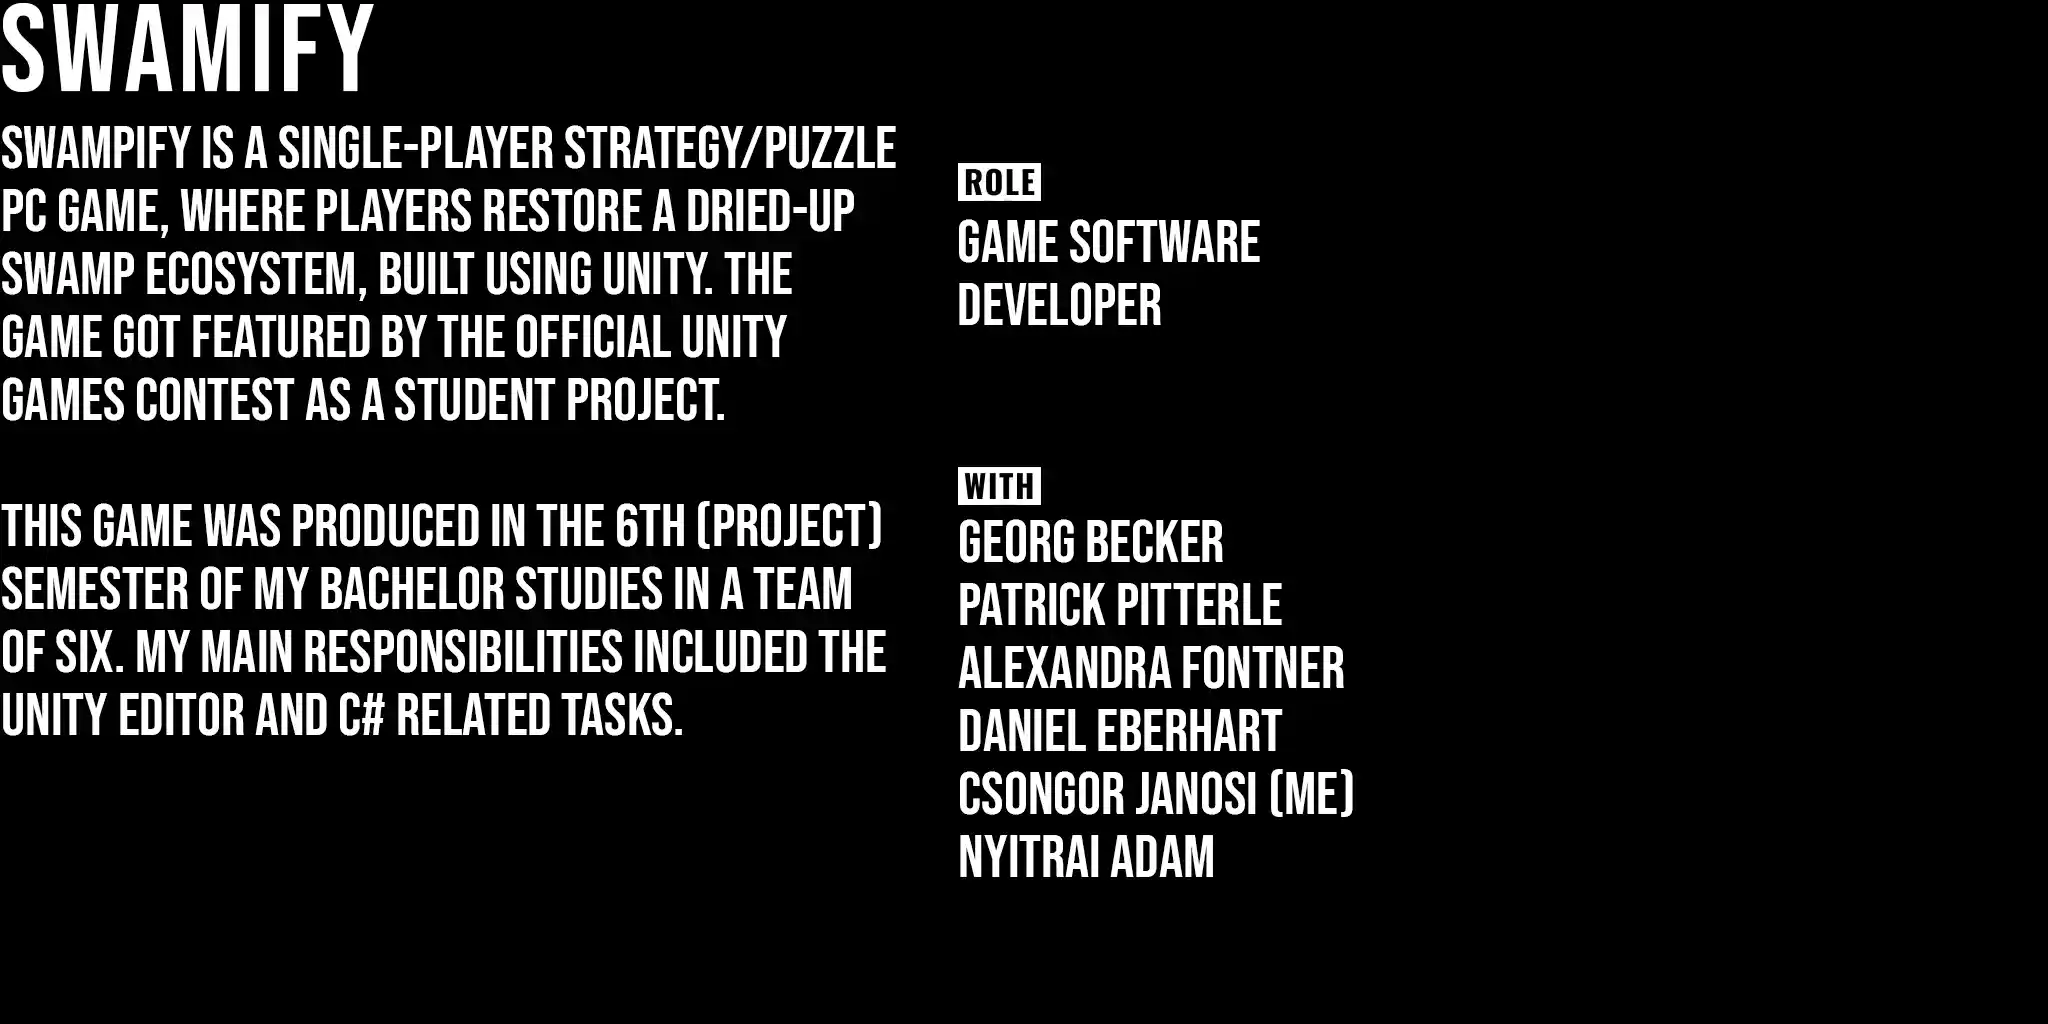 SWAMIFY
SWAMPIFY IS A SINGLE-PLAYER STRATEGY/PUZZLE
PC GAME, WHERE PLAYERS RESTORE A DRIED-UP
SWAMP ECOSYSTEM, BUILT USING UNITY. THE
GAME GOT FEATURED BY THE OFFICIAL UNITY
GAMES CONTEST AS A STUDENT PROJECT.
THIS GAME WAS PRODUCED IN THE 6TH (PROJECT)
SEMESTER OF MY BACHELOR STUDIES IN A TEAM
OF SIX. MY MAIN RESPONSIBILITIES INCLUDED THE
UNITY EDITOR AND C# RELATED TASKS.
ROLE
GAME SOFTWARE
DEVELOPER
WITH
GEORG BECKER
PATRICK PITTERLE
ALEXANDRA FONTNER
DANIEL EBERHART
CSONGOR JANOSI (ME)
NYITRAI ADAM